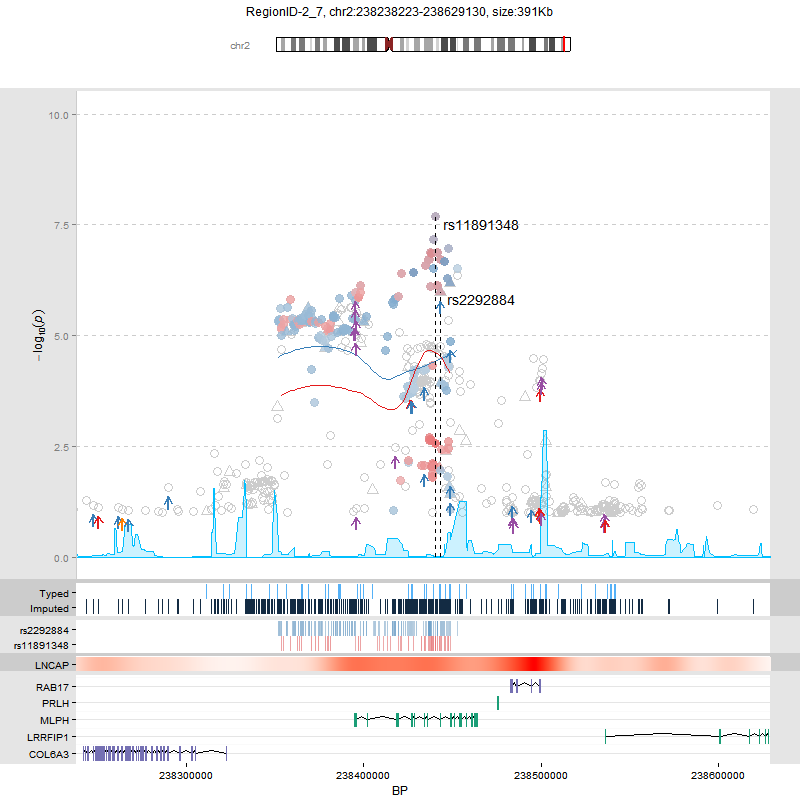 RegionID-2_7, chr2:238238223-238629130, size:391Kb
chr2
10.0
7.5
5.0
2.5
0.0
− log10(ρ)
rs11891348
rs2292884
Typed
Imputed
rs2292884
rs11891348
LNCAP
RAB17
PRLH
MLPH
LRRFIP1
COL6A3
238300000 238400000 238500000 238600000
BP